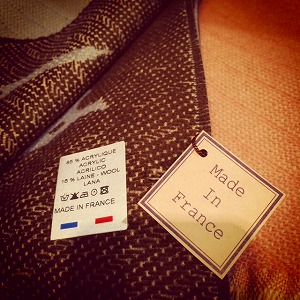 85 % ACRYLIQUE
ACRYLIC
ACRILICO
15 % LAINE - WOOL
LANA
MADE IN FRANCE
Made
In
France